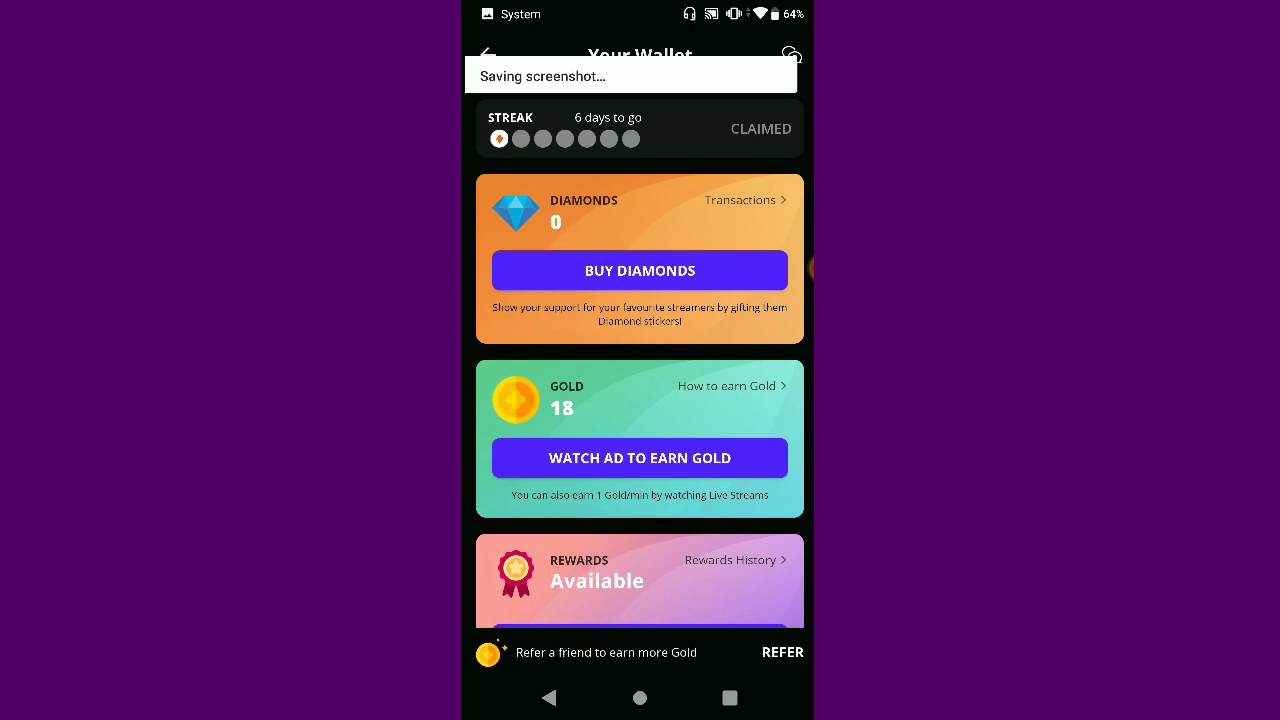 System
64%
Your Wallet
Saving screenshot...
STREAK
6 days to go
CLAIMED
DIAMONDS
Transactions
0
BUY DIAMONDS
Show your support for your favourite streamers by gifting them
Diamond stickers!
GOLD
How to earn Gold
18
WATCH AD TO EARN GOLD
You can also earn 1 Gold/min by watching Live Streams
REWARDS
Rewards History
Available
Refer a friend to earn more Gold
REFER